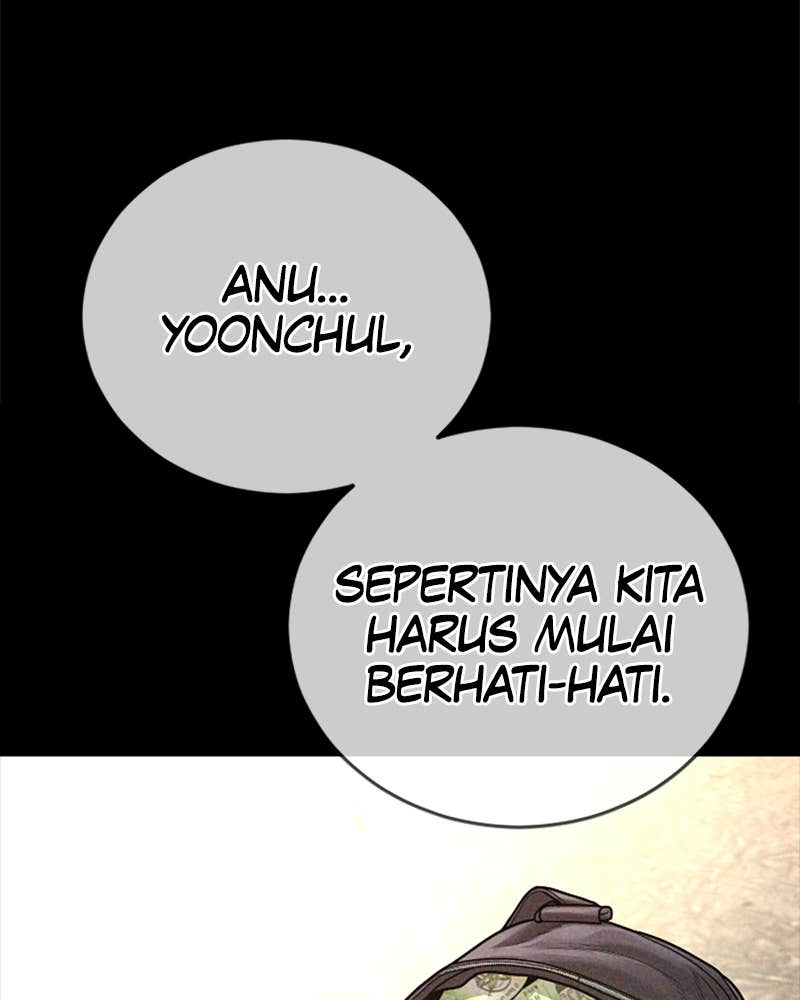 ANU...
YOONCHUL,
SEPERTINYA KITA
HARUS MULAI
BERHATI-HATI.